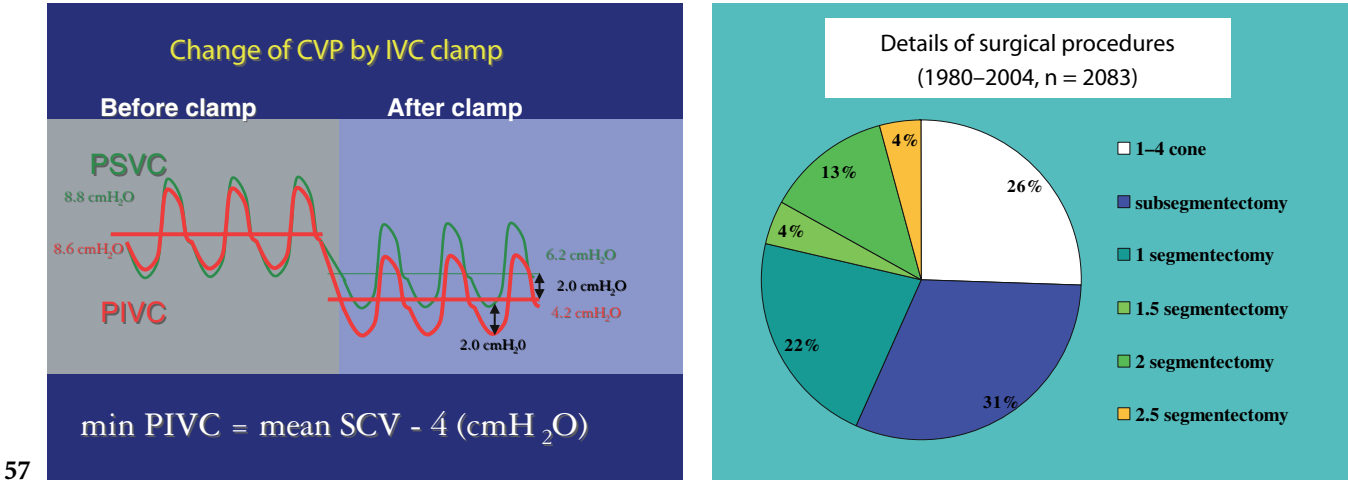 Change of CVP by IVC clamp
Before clamp
After clamp
PSVC
8.8 cmH₂O
8.6 cmH₂O
PIVC
6.2 cmH₂O
2.0 cmH₂O
4.2 cmH₂O
2.0 cmH₂0
min PIVC = mean SCV - 4 (cmH ₂O)
57
Details of surgical procedures
(1980–2004, n = 2083)
4%
13%
26%
4%
22%
31%
1–4 cone
subsegmentectomy
1 segmentectomy
1.5 segmentectomy
2 segmentectomy
2.5 segmentectomy